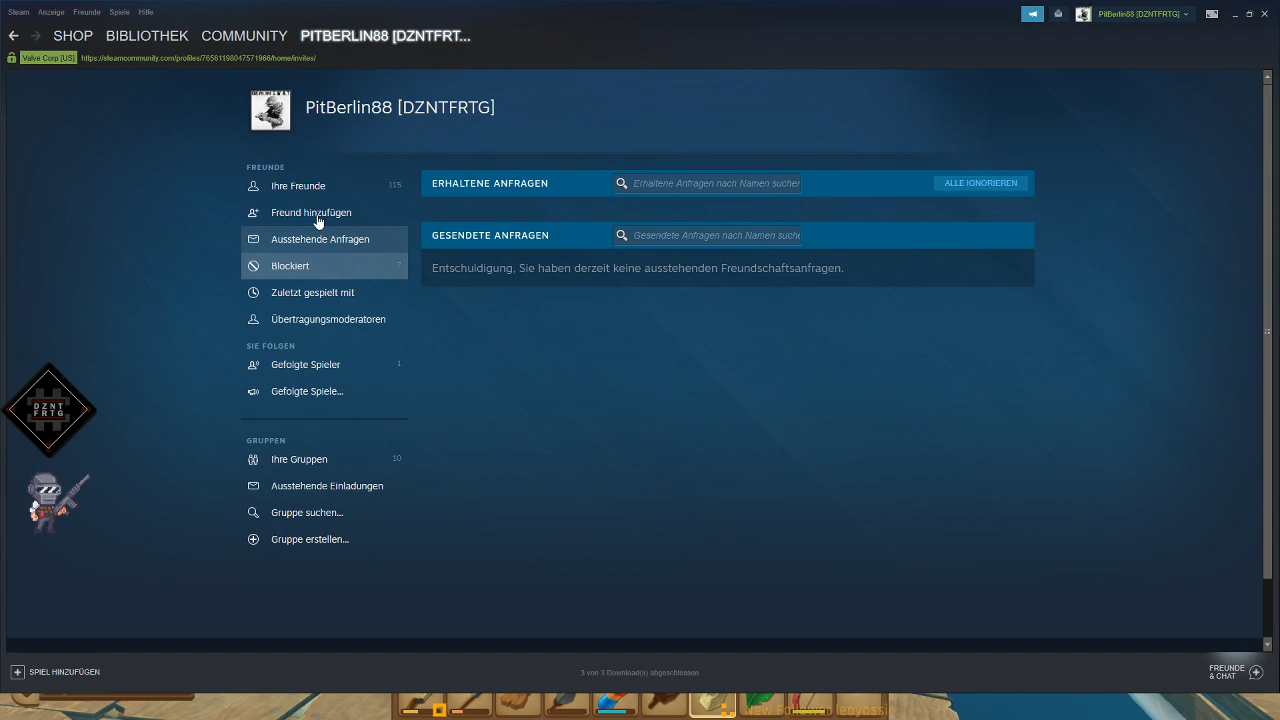 Steam Anzeige Freunde Spiele Hilfe
PitBerlin88 [DZNTFRTG]
SHOP BIBLIOTHEK COMMUNITY PITBERLIN88 [DZNTFRT...
Valve Corp [US] https://steamcommunity.com/profiles/76561198047571966/home/invites/
PitBerlin88 [DZNTFRTG]
FREUNDE
Ihre Freunde 115
Freund hinzufügen
Ausstehende Anfragen
Blockiert 7
Zuletzt gespielt mit
Übertragungsmoderatoren
SIE FOLGEN
Gefolgte Spieler 1
Gefolgte Spiele...
GRUPPEN
Ihre Gruppen 10
Ausstehende Einladungen
Gruppe suchen...
Gruppe erstellen...
ERHALTENE ANFRAGEN Erhaltene Anfragen nach Namen sucher ALLE IGNORIEREN
GESENDETE ANFRAGEN Gesendete Anfragen nach Namen suche
Entschuldigung, Sie haben derzeit keine ausstehenden Freundschaftsanfragen.
DZNT
FRTG
SPIEL HINZUFÜGEN
3 von 3 Download(s) abgeschlossen
FREUNDE
& CHAT
New Follower